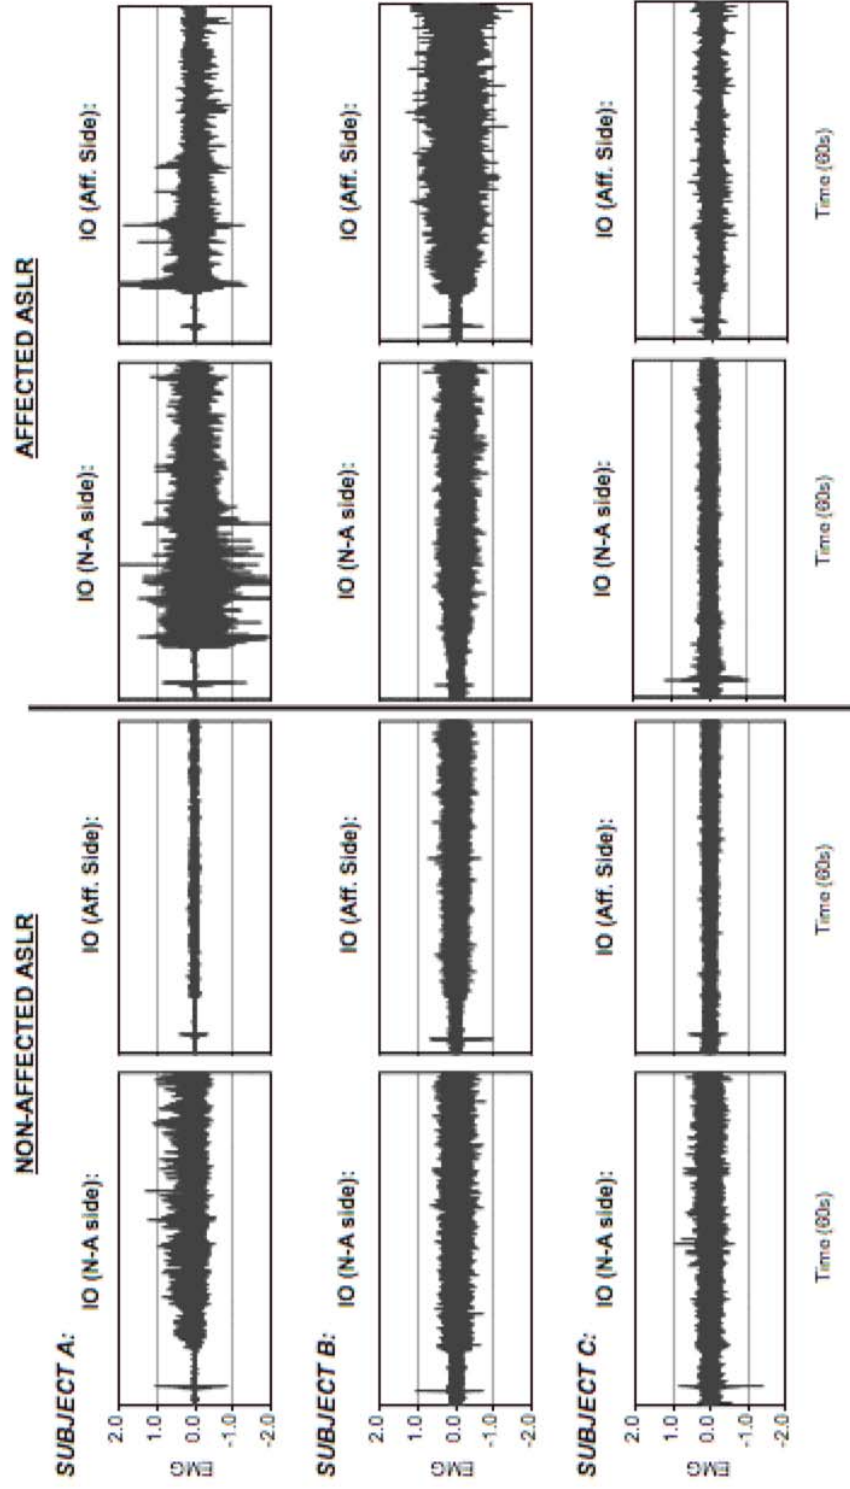 NON-AFFECTED ASLR
AFFECTED ASLR
SUBJECT A:
IO (N-A side):
IO (Aff. Side):
IO (N-A side):
IO (Aff. Side):
EMG
2.0
1.0
0.0
-1.0
-2.0
SUBJECT B:
IO (N-A side):
IO (Aff. Side):
IO (N-A side):
IO (Aff. Side):
EMG
2.0
1.0
0.0
-1.0
-2.0
SUBJECT C:
IO (N-A side):
IO (Aff. Side):
IO (N-A side):
IO (Aff. Side):
EMG
2.0
1.0
0.0
-1.0
-2.0
Time (60s)
Time (60s)
Time (60s)
Time (60s)